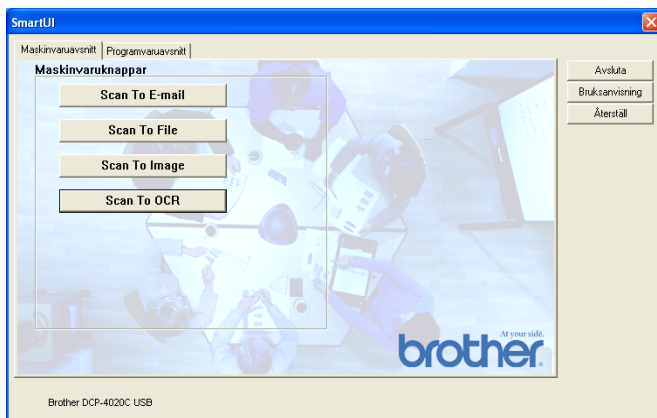 SmartUI
Maskinvaruavsnitt
Programvaruavsnitt
Maskinvaruknappar
Scan To E-mail
Scan To File
Scan To Image
Scan To OCR
Avsluta
Bruksanvisning
Återställ
At your side.
brother
Brother DCP-4020C USB